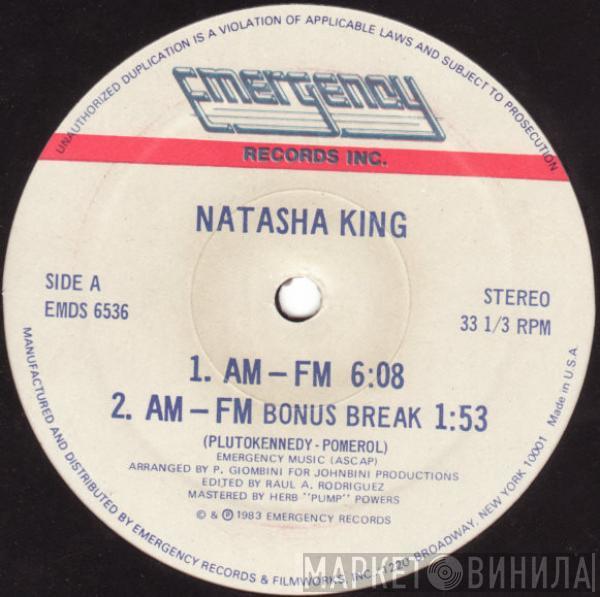 UNAUTHORIZED DUPLICATION IS A VIOLATION OF APPLICABLE LAWS AND SUBJECT TO PROSECUTION
Emergency
RECORDS INC.
NATASHA KING
SIDE A
EMDS 6536
STEREO
33 1/3 RPM
1. AM – FM 6:08
2. AM – FM BONUS BREAK 1:53
(PLUTOKENNEDY - POMEROL)
EMERGENCY MUSIC (ASCAP)
ARRANGED BY P. GIOMBINI FOR JOHNBINI PRODUCTIONS
EDITED BY RAUL A. RODRIGUEZ
MASTERED BY HERB "PUMP" POWERS
© & ℗ 1983 EMERGENCY RECORDS
MANUFACTURED AND DISTRIBUTED BY EMERGENCY RECORDS & FILMWORKS, INC., 1220 BROADWAY, NEW YORK 10001 Made in U.S.A.
МАРКЕТ ВИНИЛА